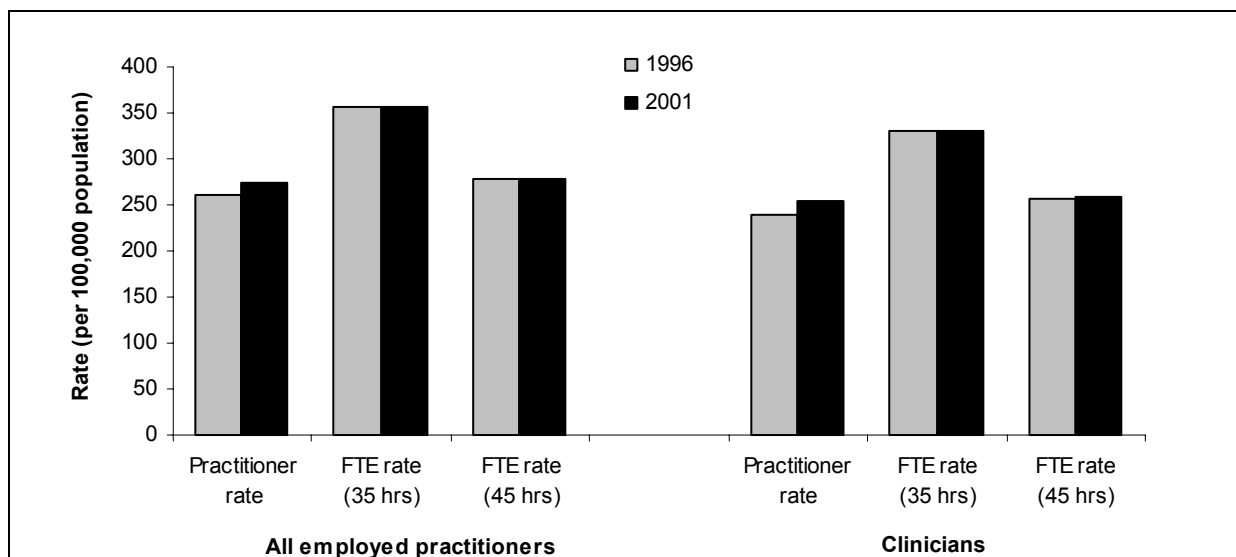 Rate (per 100,000 population)
400
350
300
250
200
150
100
50
0
1996
2001
Practitioner
rate
FTE rate
(35 hrs)
FTE rate
(45 hrs)
Practitioner
rate
FTE rate
(35 hrs)
FTE rate
(45 hrs)
All employed practitioners
Clinicians